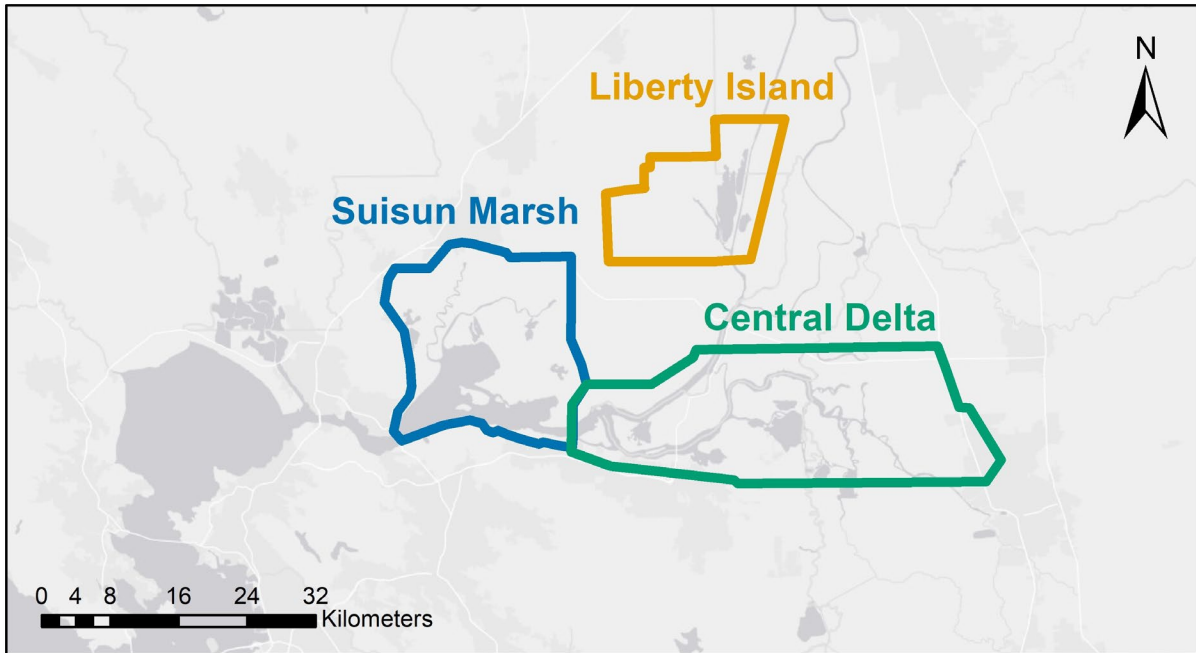 N
Liberty Island
Suisun Marsh
Central Delta
0 4 8 16 24 32
Kilometers